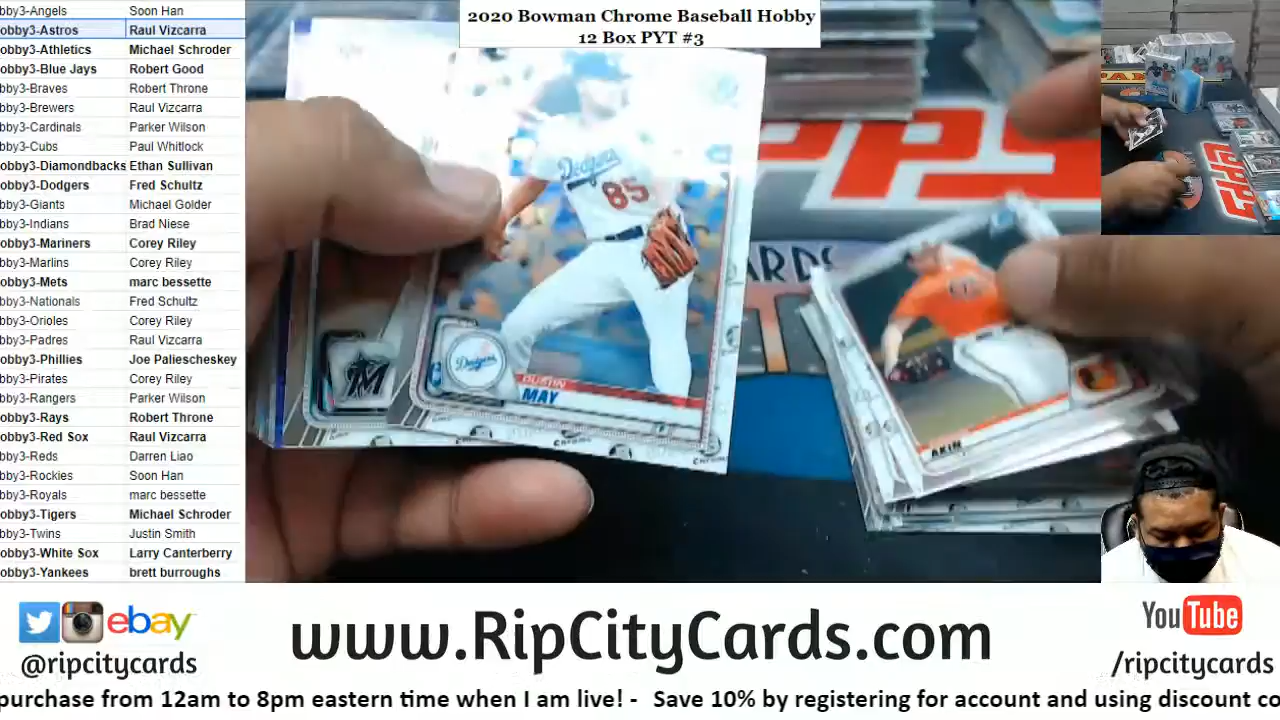 2020 Bowman Chrome Baseball Hobby
12 Box PYT #3
bby3-Angels Soon Han
obby3-Astros Raul Vizcarra
obby3-Athletics Michael Schroder
obby3-Blue Jays Robert Good
bby3-Braves Robert Throne
bby3-Brewers Raul Vizcarra
bby3-Cardinals Parker Wilson
bby3-Cubs Paul Whitlock
obby3-Diamondbacks Ethan Sullivan
obby3-Dodgers Fred Schultz
bby3-Giants Michael Golder
bby3-Indians Brad Niese
obby3-Mariners Corey Riley
bby3-Marlins Corey Riley
obby3-Mets marc bessette
bby3-Nationals Fred Schultz
bby3-Orioles Corey Riley
bby3-Padres Raul Vizcarra
obby3-Phillies Joe Paliescheskey
bby3-Pirates Corey Riley
bby3-Rangers Parker Wilson
obby3-Rays Robert Throne
obby3-Red Sox Raul Vizcarra
bby3-Reds Darren Liao
bby3-Rockies Soon Han
bby3-Royals marc bessette
obby3-Tigers Michael Schroder
bby3-Twins Justin Smith
obby3-White Sox Larry Canterbery
obby3-Yankees brett burroughs
Dodgers
85
Dodgers
DUSTIN
MAY
M
PPS
ARDS
AKIN
ebay
@ripcitycards
www.RipCityCards.com
YouTube
/ripcitycards
purchase from 12am to 8pm eastern time when I am live! - Save 10% by registering for account and using discount co